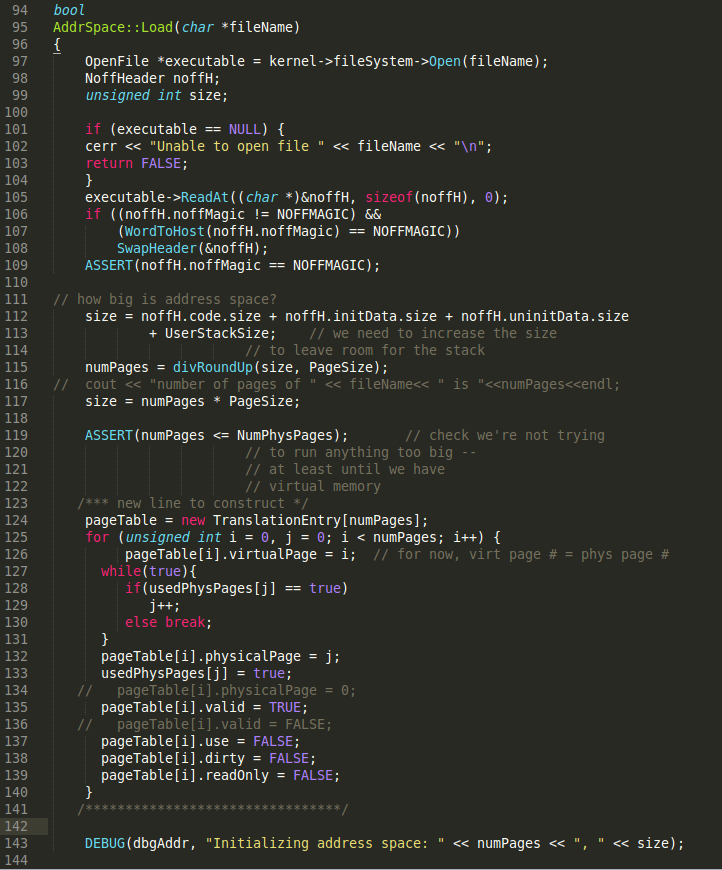 94 bool
95 AddrSpace::Load(char *fileName)
96 {
97     OpenFile *executable = kernel->fileSystem->Open(fileName);
98     NoffHeader noffH;
99     unsigned int size;
100
101     if (executable == NULL) {
102     cerr << "Unable to open file " << fileName << "\n";
103     return FALSE;
104     }
105     executable->ReadAt((char *)&noffH, sizeof(noffH), 0);
106     if ((noffH.noffMagic != NOFFMAGIC) &&
107         (WordToHost(noffH.noffMagic) == NOFFMAGIC))
108         SwapHeader(&noffH);
109     ASSERT(noffH.noffMagic == NOFFMAGIC);
110
111 // how big is address space?
112     size = noffH.code.size + noffH.initData.size + noffH.uninitData.size
113             + UserStackSize;    // we need to increase the size
114                         // to leave room for the stack
115     numPages = divRoundUp(size, PageSize);
116 //  cout << "number of pages of " << fileName<< " is "<<numPages<<endl;
117     size = numPages * PageSize;
118
119     ASSERT(numPages <= NumPhysPages);       // check we're not trying
120                         // to run anything too big --
121                         // at least until we have
122                         // virtual memory
123    /*** new line to construct */
124     pageTable = new TranslationEntry[numPages];
125     for (unsigned int i = 0, j = 0; i < numPages; i++) {
126          pageTable[i].virtualPage = i;  // for now, virt page # = phys page #
127       while(true){
128          if(usedPhysPages[j] == true)
129             j++;
130          else break;
131       }
132       pageTable[i].physicalPage = j;
133       usedPhysPages[j] = true;
134    //   pageTable[i].physicalPage = 0;
135       pageTable[i].valid = TRUE;
136    //   pageTable[i].valid = FALSE;
137       pageTable[i].use = FALSE;
138       pageTable[i].dirty = FALSE;
139       pageTable[i].readOnly = FALSE;
140     }
141    /********************************/
142
143     DEBUG(dbgAddr, "Initializing address space: " << numPages << ", " << size);
144